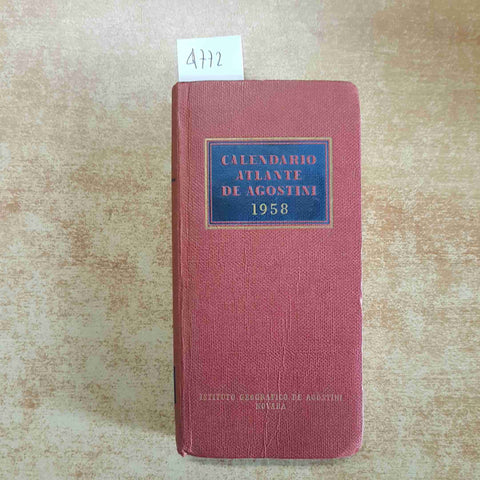 4772
CALENDARIO
ATLANTE
DE AGOSTINI
1958
ISTITUTO GEOGRAFICO DE AGOSTINI
NOVARA